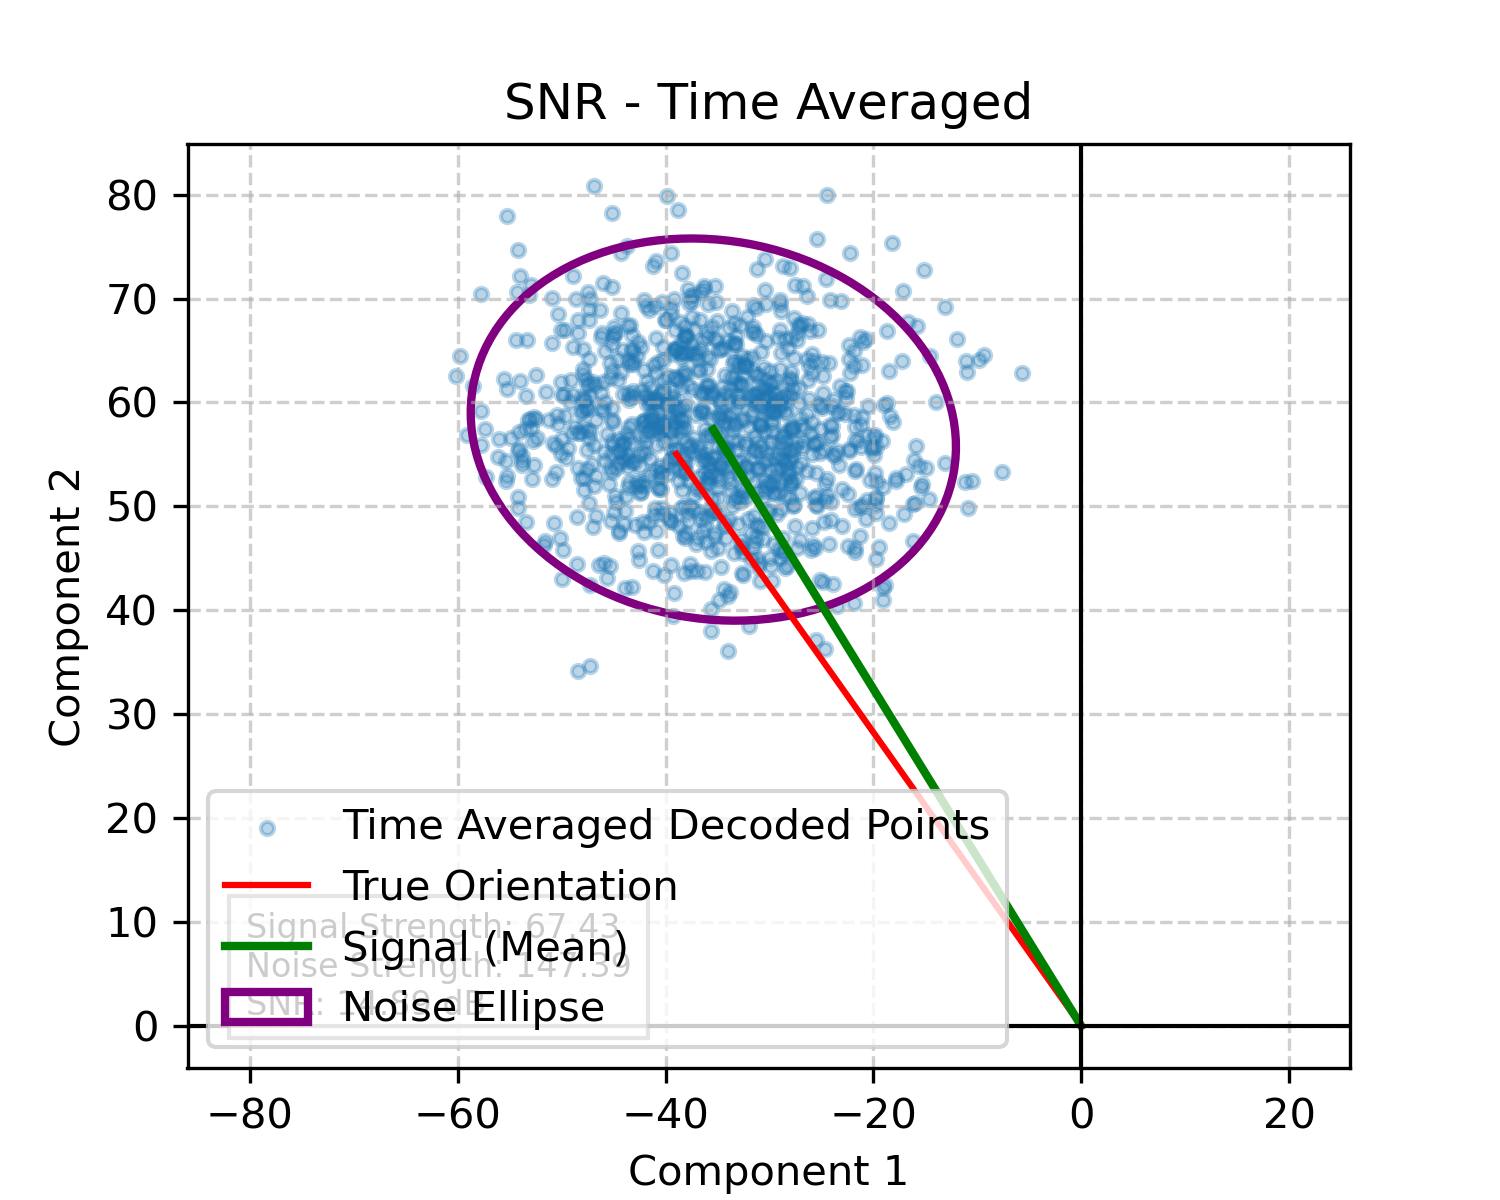 SNR - Time Averaged
Component 2
80
70
60
50
40
30
20
10
0
Time Averaged Decoded Points
True Orientation
Signal Strength: 67.43
Signal (Mean)
Noise Strength: 147.39
SNR:
Noise Ellipse
−80
−60
−40
−20
0
20
Component 1